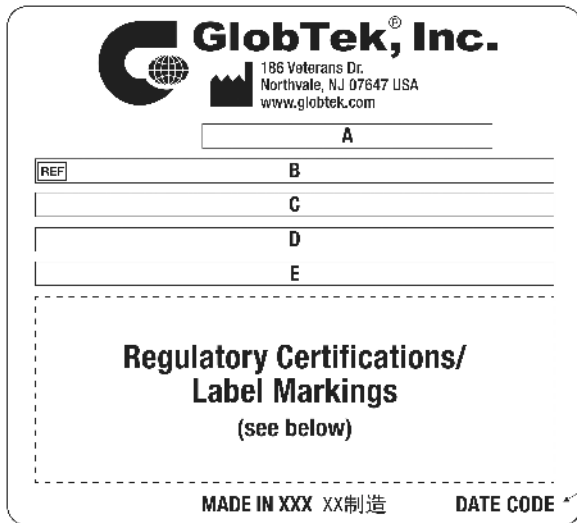 GlobTek,® Inc.
186 Veterans Dr.
Northvale, NJ 07647 USA
www.globtek.com
A
REF B
C
D
E
Regulatory Certifications/
Label Markings
(see below)
MADE IN XXX XX制造 DATE CODE